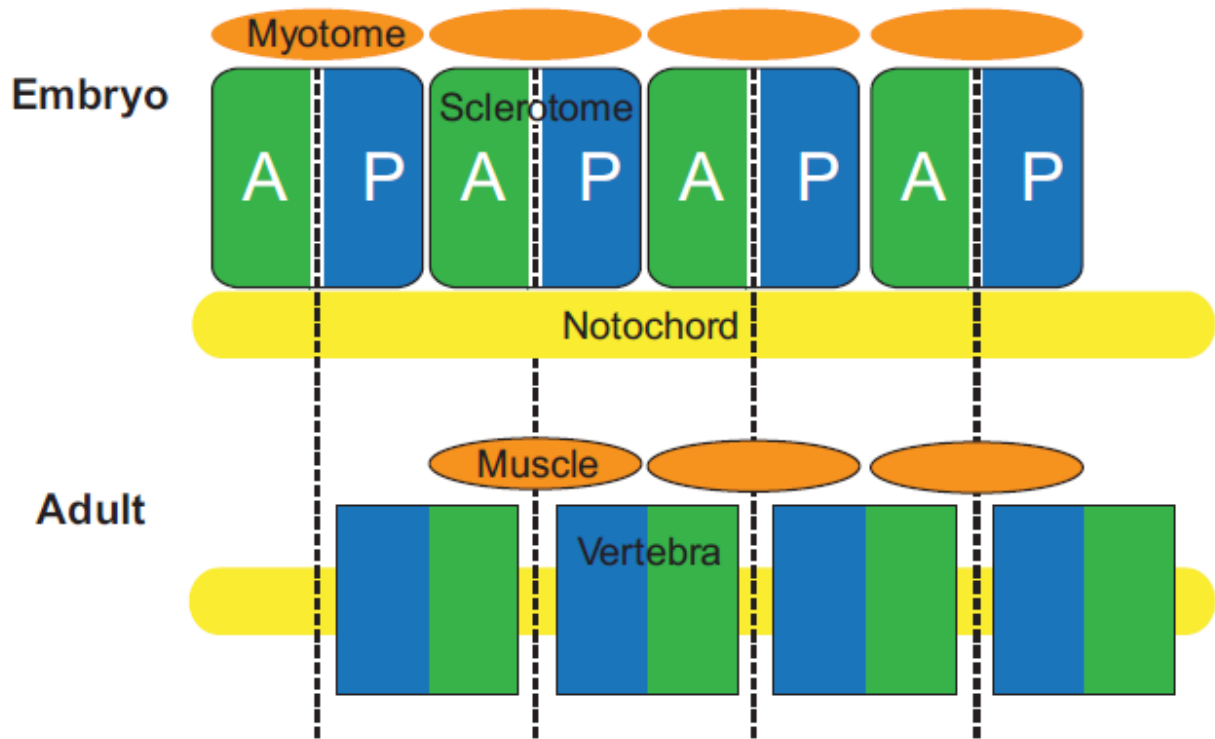 Myotome
Embryo
Sclerotome
A P A P A P A P
Notochord
Muscle
Adult
Vertebra